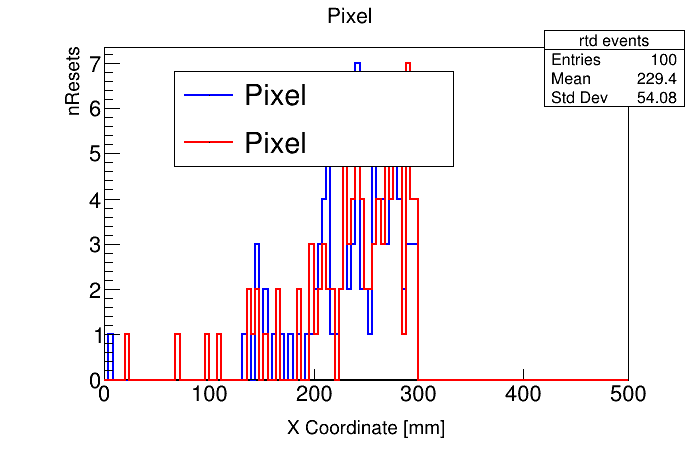 Pixel
rtd events
Entries 100
Mean 229.4
Std Dev 54.08
nResets
7
6
5
4
3
2
1
0
Pixel
Pixel
0 100 200 300 400 500
X Coordinate [mm]